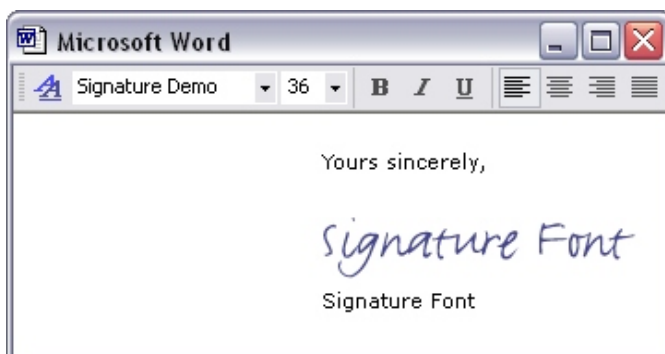 Microsoft Word
Signature Demo 36 B I U
Yours sincerely,
Signature Font
Signature Font